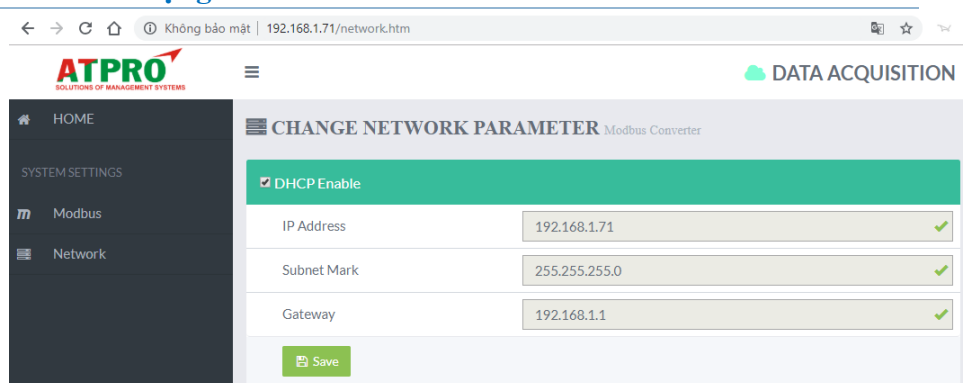 Không bảo mật | 192.168.1.71/network.htm
ATPRO
SOLUTIONS OF MANAGEMENT SYSTEMS
DATA ACQUISITION
HOME
CHANGE NETWORK PARAMETER Modbus Converter
SYSTEM SETTINGS
DHCP Enable
m Modbus
IP Address 192.168.1.71
Network
Subnet Mark 255.255.255.0
Gateway 192.168.1.1
Save